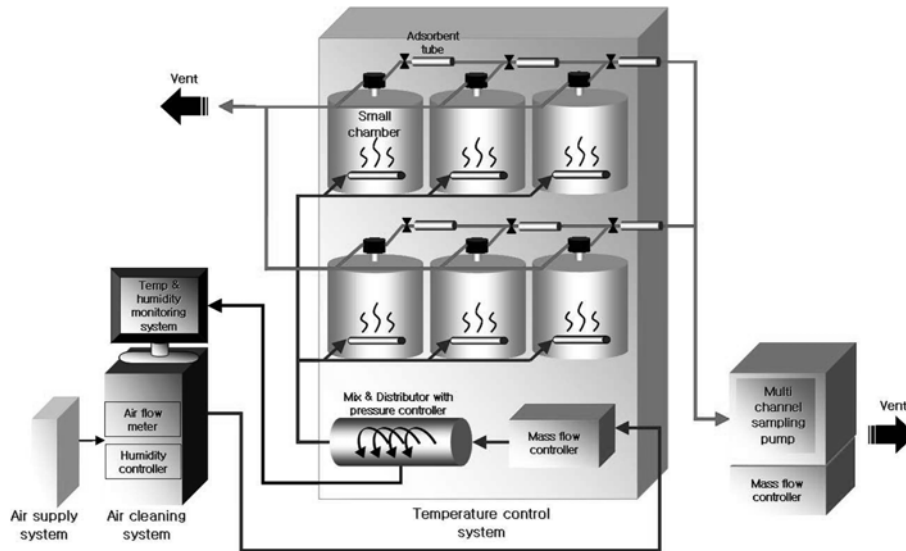 Adsorbent
tube
Vent
Small
chamber
Temp &
humidity
monitoring
system
Air flow
meter
Humidity controller
Air supply
system
Air cleaning
system
Mix & Distributor with
pressure controller
Mass flow
controller
Temperature control
system
Multi
channel
sampling
pump
Mass flow
controller
Vent